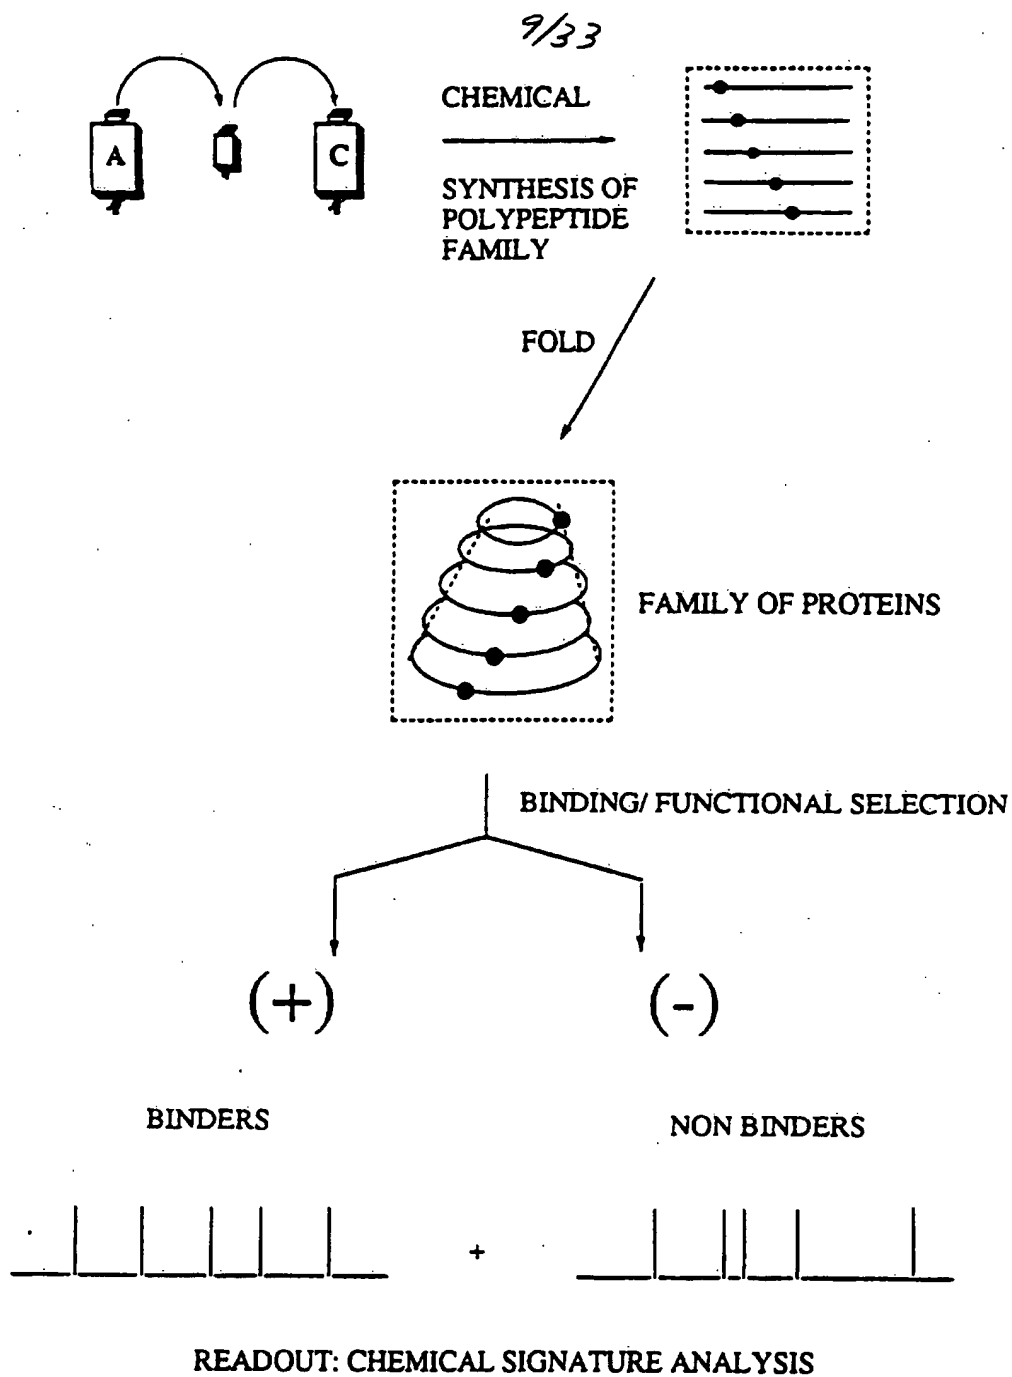 9/33
A
C
CHEMICAL
SYNTHESIS OF
POLYPEPTIDE
FAMILY
FOLD
FAMILY OF PROTEINS
BINDING/ FUNCTIONAL SELECTION
(+)
(-)
BINDERS
NON BINDERS
+
READOUT: CHEMICAL SIGNATURE ANALYSIS